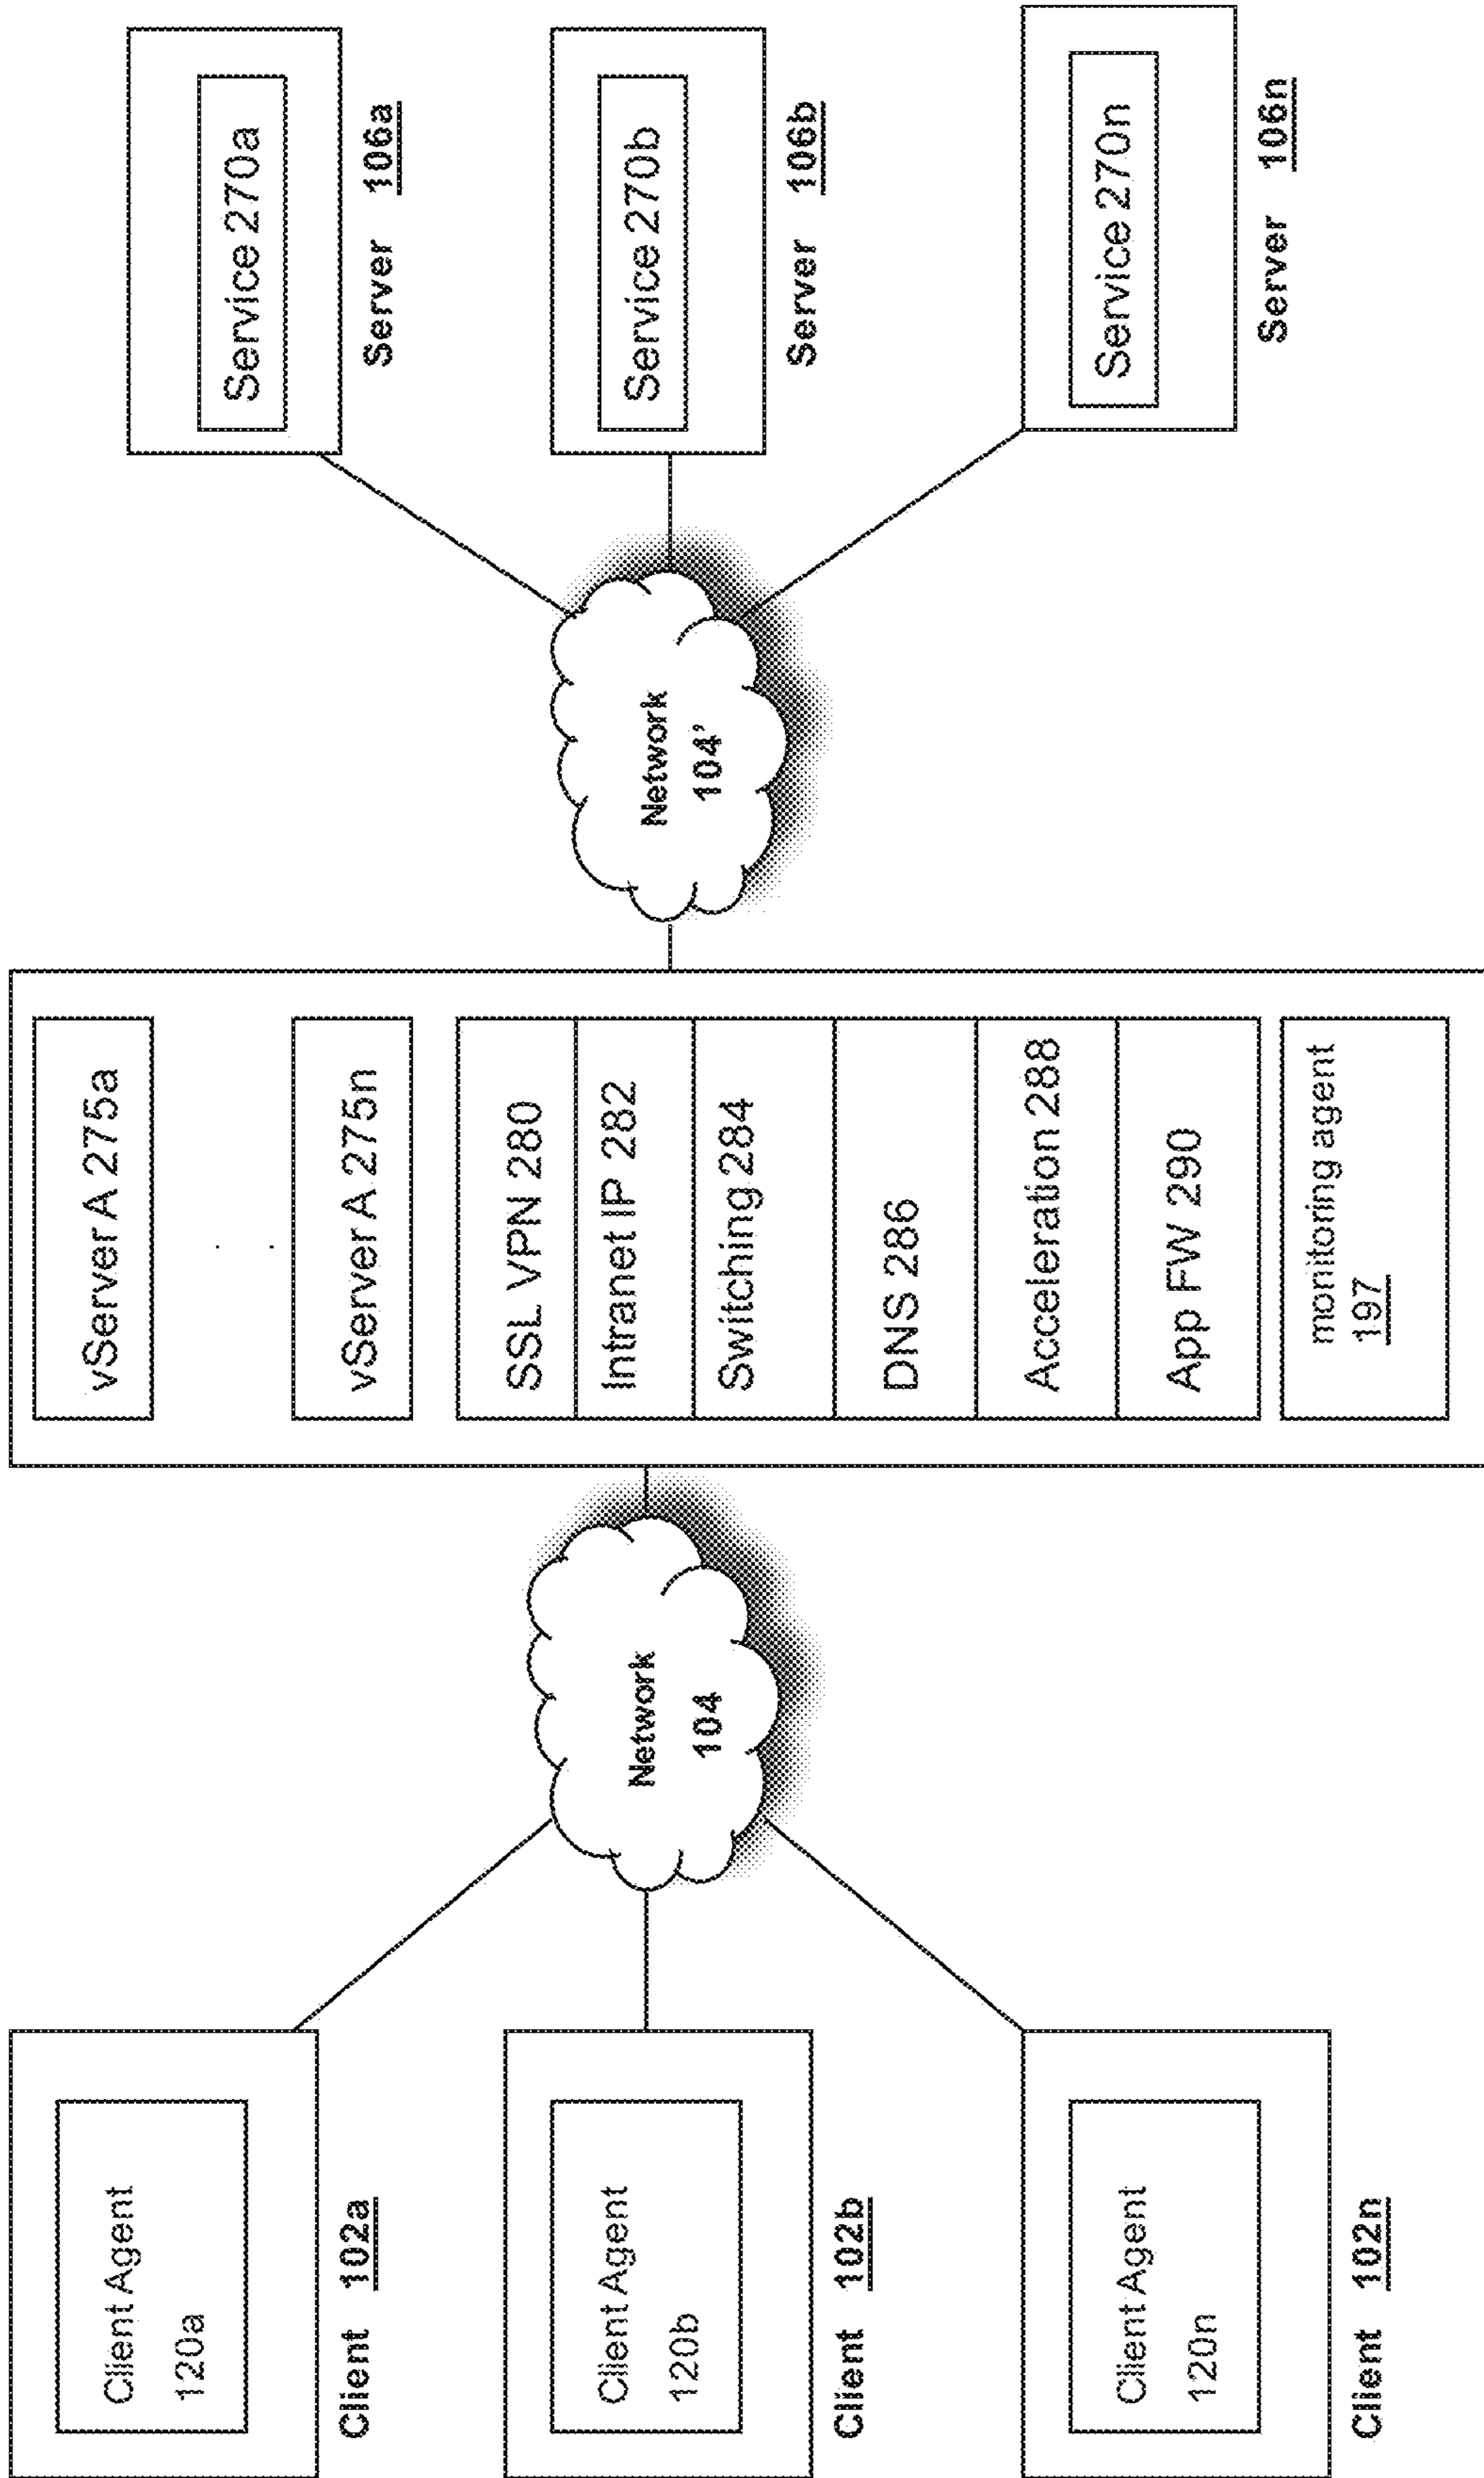 Client Agent
120a
Client 102a
Client Agent
120b
Client 102b
Client Agent
120n
Client 102n
Network
104
vServer A 275a
vServer A 275n
SSL VPN 280
Intranet IP 282
Switching 284
DNS 286
Acceleration 288
App FW 290
monitoring agent
197
Network
104'
Service 270a
Server 106a
Service 270b
Server 106b
Service 270n
Server 106n